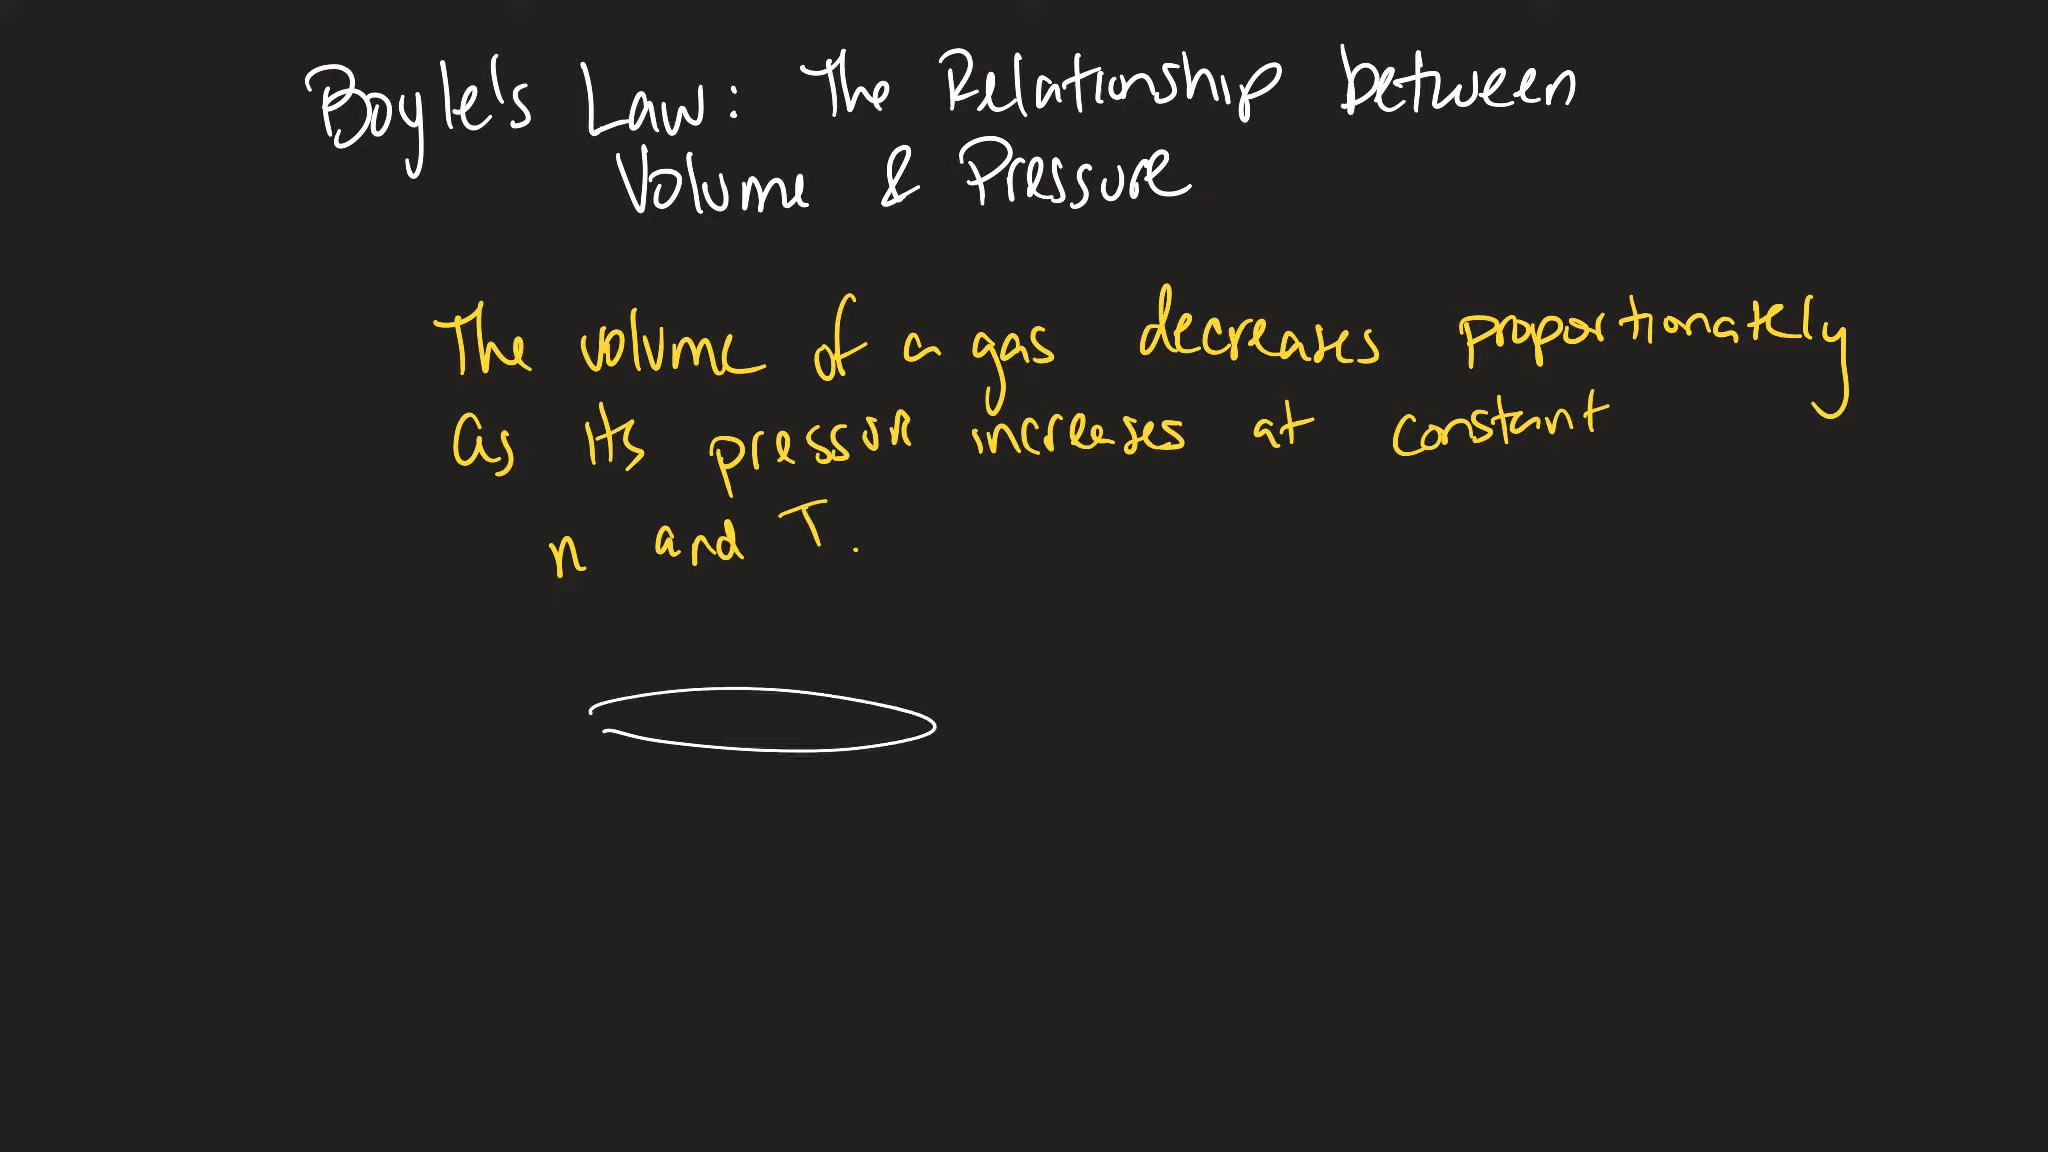 Boyle's Law: The Relationship between
Volume & Pressure
The volume of a gas decreases proportionately
as its pressure increases at constant
n and T.